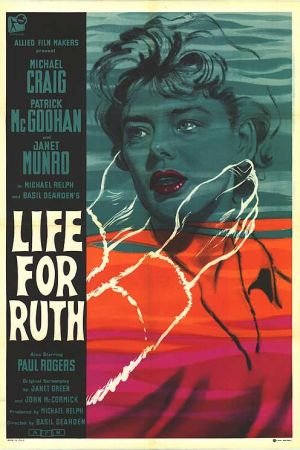 ALLIED FILM MAKERS
present
MICHAEL
CRAIG
PATRICK
McGOOHAN
and
JANET
MUNRO
in MICHAEL RELPH
and BASIL DEARDEN'S
LIFE
FOR
RUTH
Also Starring
PAUL ROGERS
Original Screenplay
by JANET GREEN
and JOHN McCORMICK
Produced by MICHAEL RELPH
Directed by BASIL DEARDEN